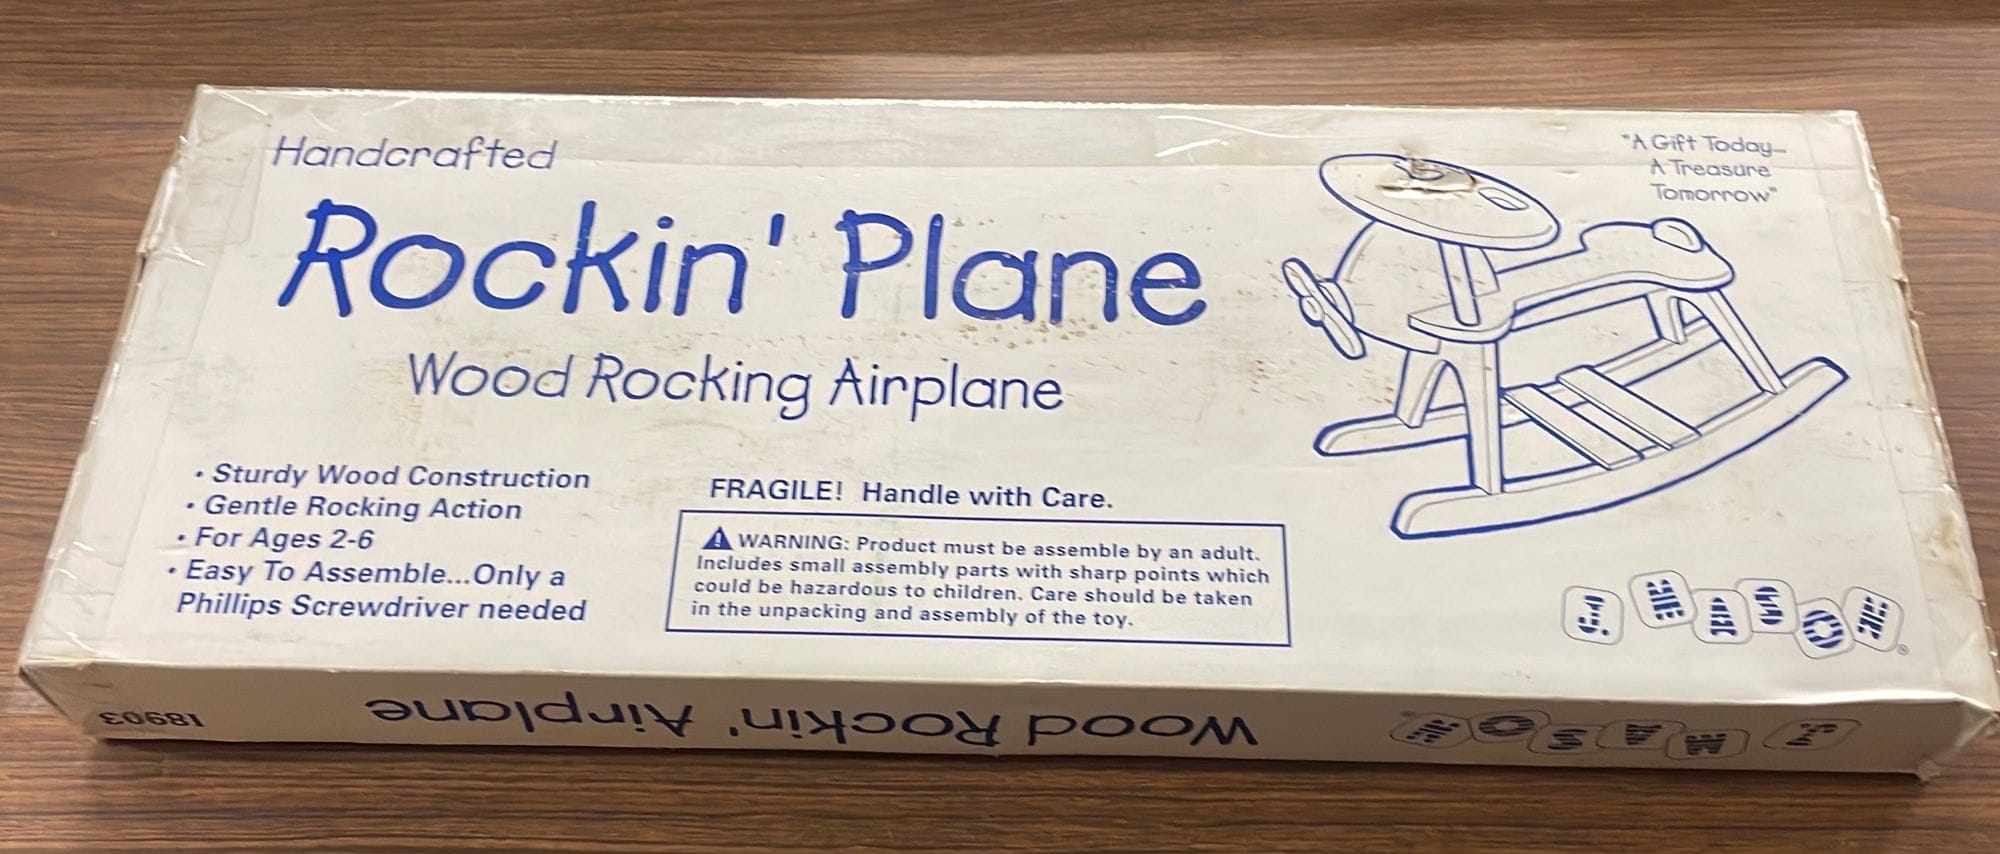 Handcrafted
Rockin' Plane
Wood Rocking Airplane
"A Gift Today...
A Treasure
Tomorrow"
• Sturdy Wood Construction
• Gentle Rocking Action
• For Ages 2-6
• Easy To Assemble...Only a
Phillips Screwdriver needed
FRAGILE! Handle with Care.
WARNING: Product must be assemble by an adult.
Includes small assembly parts with sharp points which
could be hazardous to children. Care should be taken
in the unpacking and assembly of the toy.
J. MASON®
18903
Wood Rockin' Airplane
J. MASON®